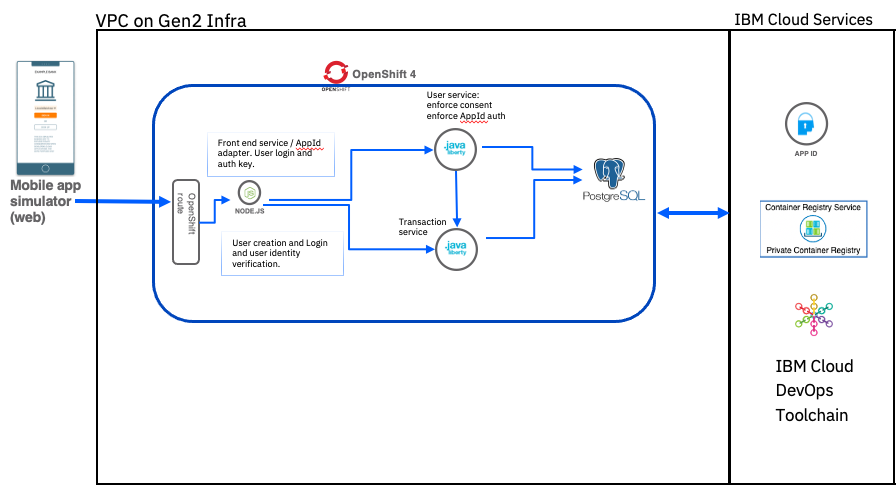 VPC on Gen2 Infra
IBM Cloud Services
EXAMPLE BANK
OpenShift 4
OPENSHIFT
User service:
enforce consent
enforce AppId auth
Front end service / AppId
adapter. User login and
auth key.
.java
liberty
APP ID
Mobile app
simulator
(web)
OpenShift
route
NODE.JS
PostgreSQL
Container Registry Service
Private Container Registry
Transaction
service
.java
liberty
User creation and Login
and user identity
verification.
IBM Cloud
DevOps
Toolchain